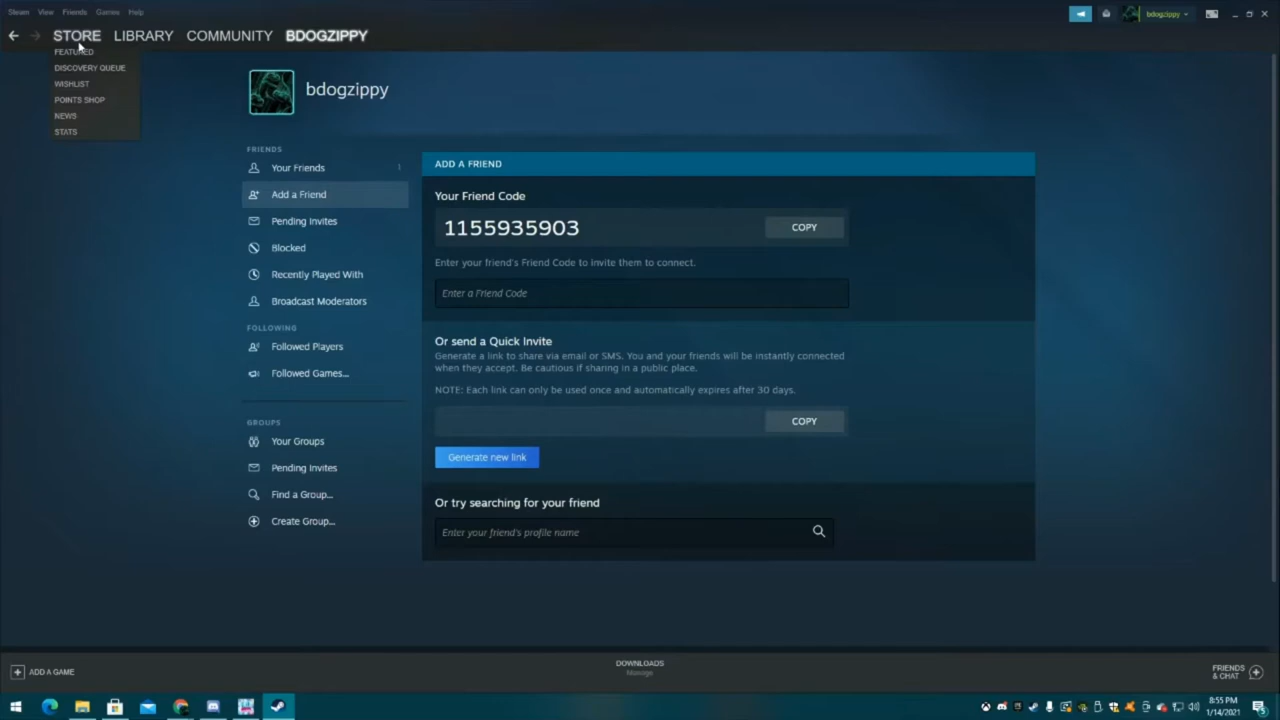 Steam View Friends Games Help
bdogzippy
STORE LIBRARY COMMUNITY BDOGZIPPY
FEATURED
DISCOVERY QUEUE
WISHLIST
POINTS SHOP
NEWS
STATS
bdogzippy
FRIENDS
Your Friends 1
Add a Friend
Pending Invites
Blocked
Recently Played With
Broadcast Moderators
FOLLOWING
Followed Players
Followed Games...
GROUPS
Your Groups
Pending Invites
Find a Group...
Create Group...
ADD A FRIEND
Your Friend Code
1155935903 COPY
Enter your friend's Friend Code to invite them to connect.
Enter a Friend Code
Or send a Quick Invite
Generate a link to share via email or SMS. You and your friends will be instantly connected
when they accept. Be cautious if sharing in a public place.
NOTE: Each link can only be used once and automatically expires after 30 days.
COPY
Generate new link
Or try searching for your friend
Enter your friend's profile name
ADD A GAME
DOWNLOADS
Manage
FRIENDS
& CHAT
8:55 PM
1/14/2021